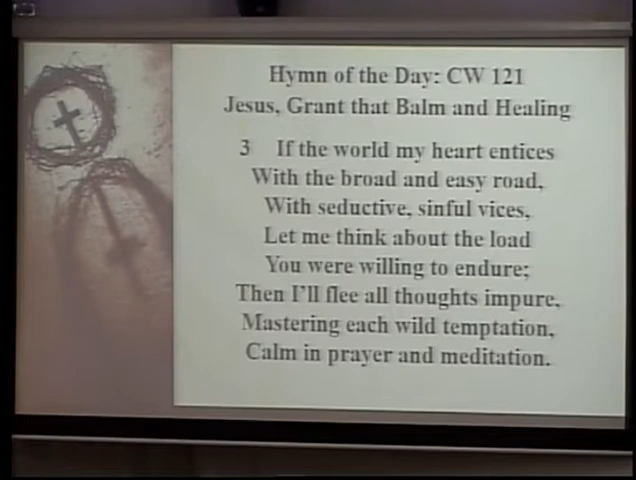 Hymn of the Day: CW 121
Jesus, Grant that Balm and Healing
3 If the world my heart entices
With the broad and easy road,
With seductive, sinful vices,
Let me think about the load
You were willing to endure;
Then I'll flee all thoughts impure,
Mastering each wild temptation,
Calm in prayer and meditation.